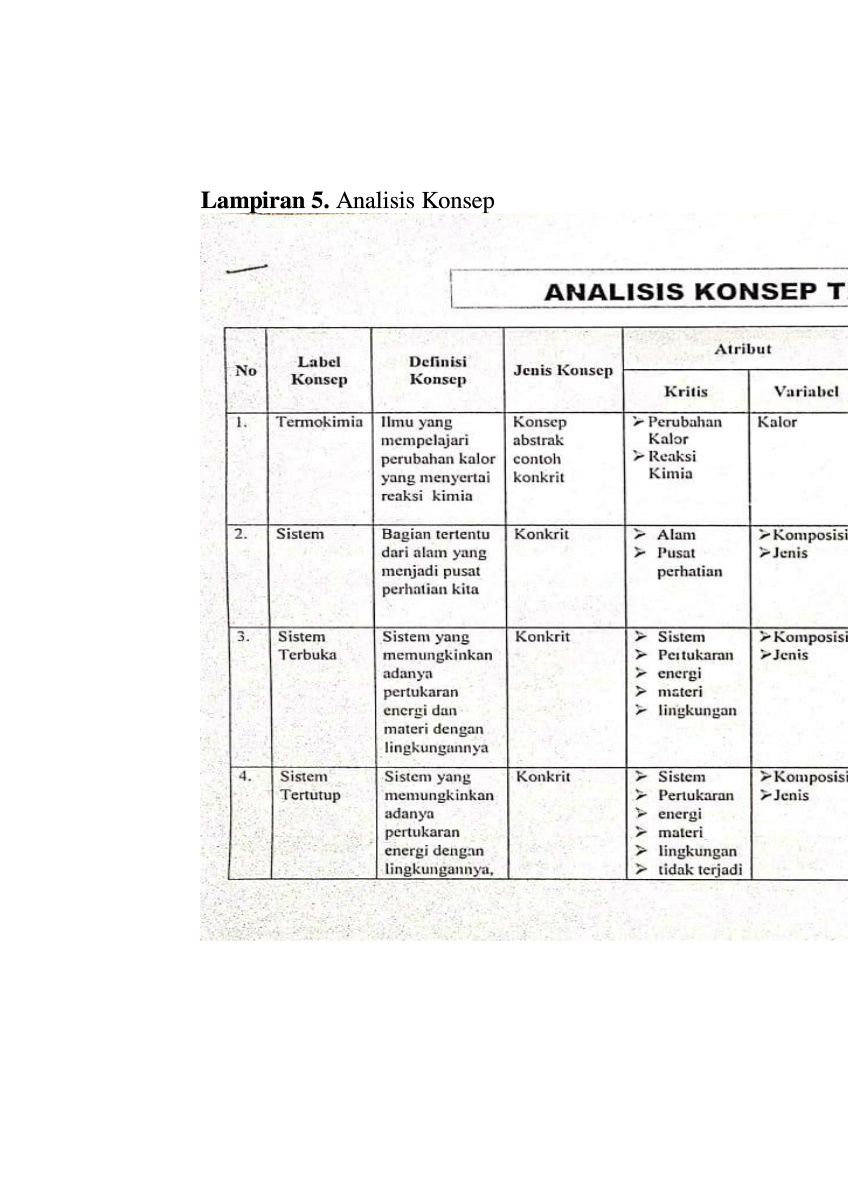 Lampiran 5. Analisis Konsep
ANALISIS KONSEP T
No
Label
Konsep
Definisi
Konsep
Jenis Konsep
Atribut
Kritis
Variabel
1.
Termokimia
Ilmu yang
mempelajari
perubahan kalor
yang menyertai
reaksi kimia
Konsep
abstrak
contoh
konkrit
➢ Perubahan
Kalor
➢ Reaksi
Kimia
Kalor
2.
Sistem
Bagian tertentu
dari alam yang
menjadi pusat
perhatian kita
Konkrit
➢ Alam
➢ Pusat
perhatian
➢ Komposisi
➢ Jenis
3.
Sistem
Terbuka
Sistem yang
memungkinkan
adanya
pertukaran
energi dan
materi dengan
lingkungannya
Konkrit
➢ Sistem
➢ Pertukaran
➢ energi
➢ materi
➢ lingkungan
➢ Komposisi
➢ Jenis
4.
Sistem
Tertutup
Sistem yang
memungkinkan
adanya
pertukaran
energi dengan
lingkungannya,
Konkrit
➢ Sistem
➢ Pertukaran
➢ energi
➢ materi
➢ lingkungan
➢ tidak terjadi
➢ Komposisi
➢ Jenis